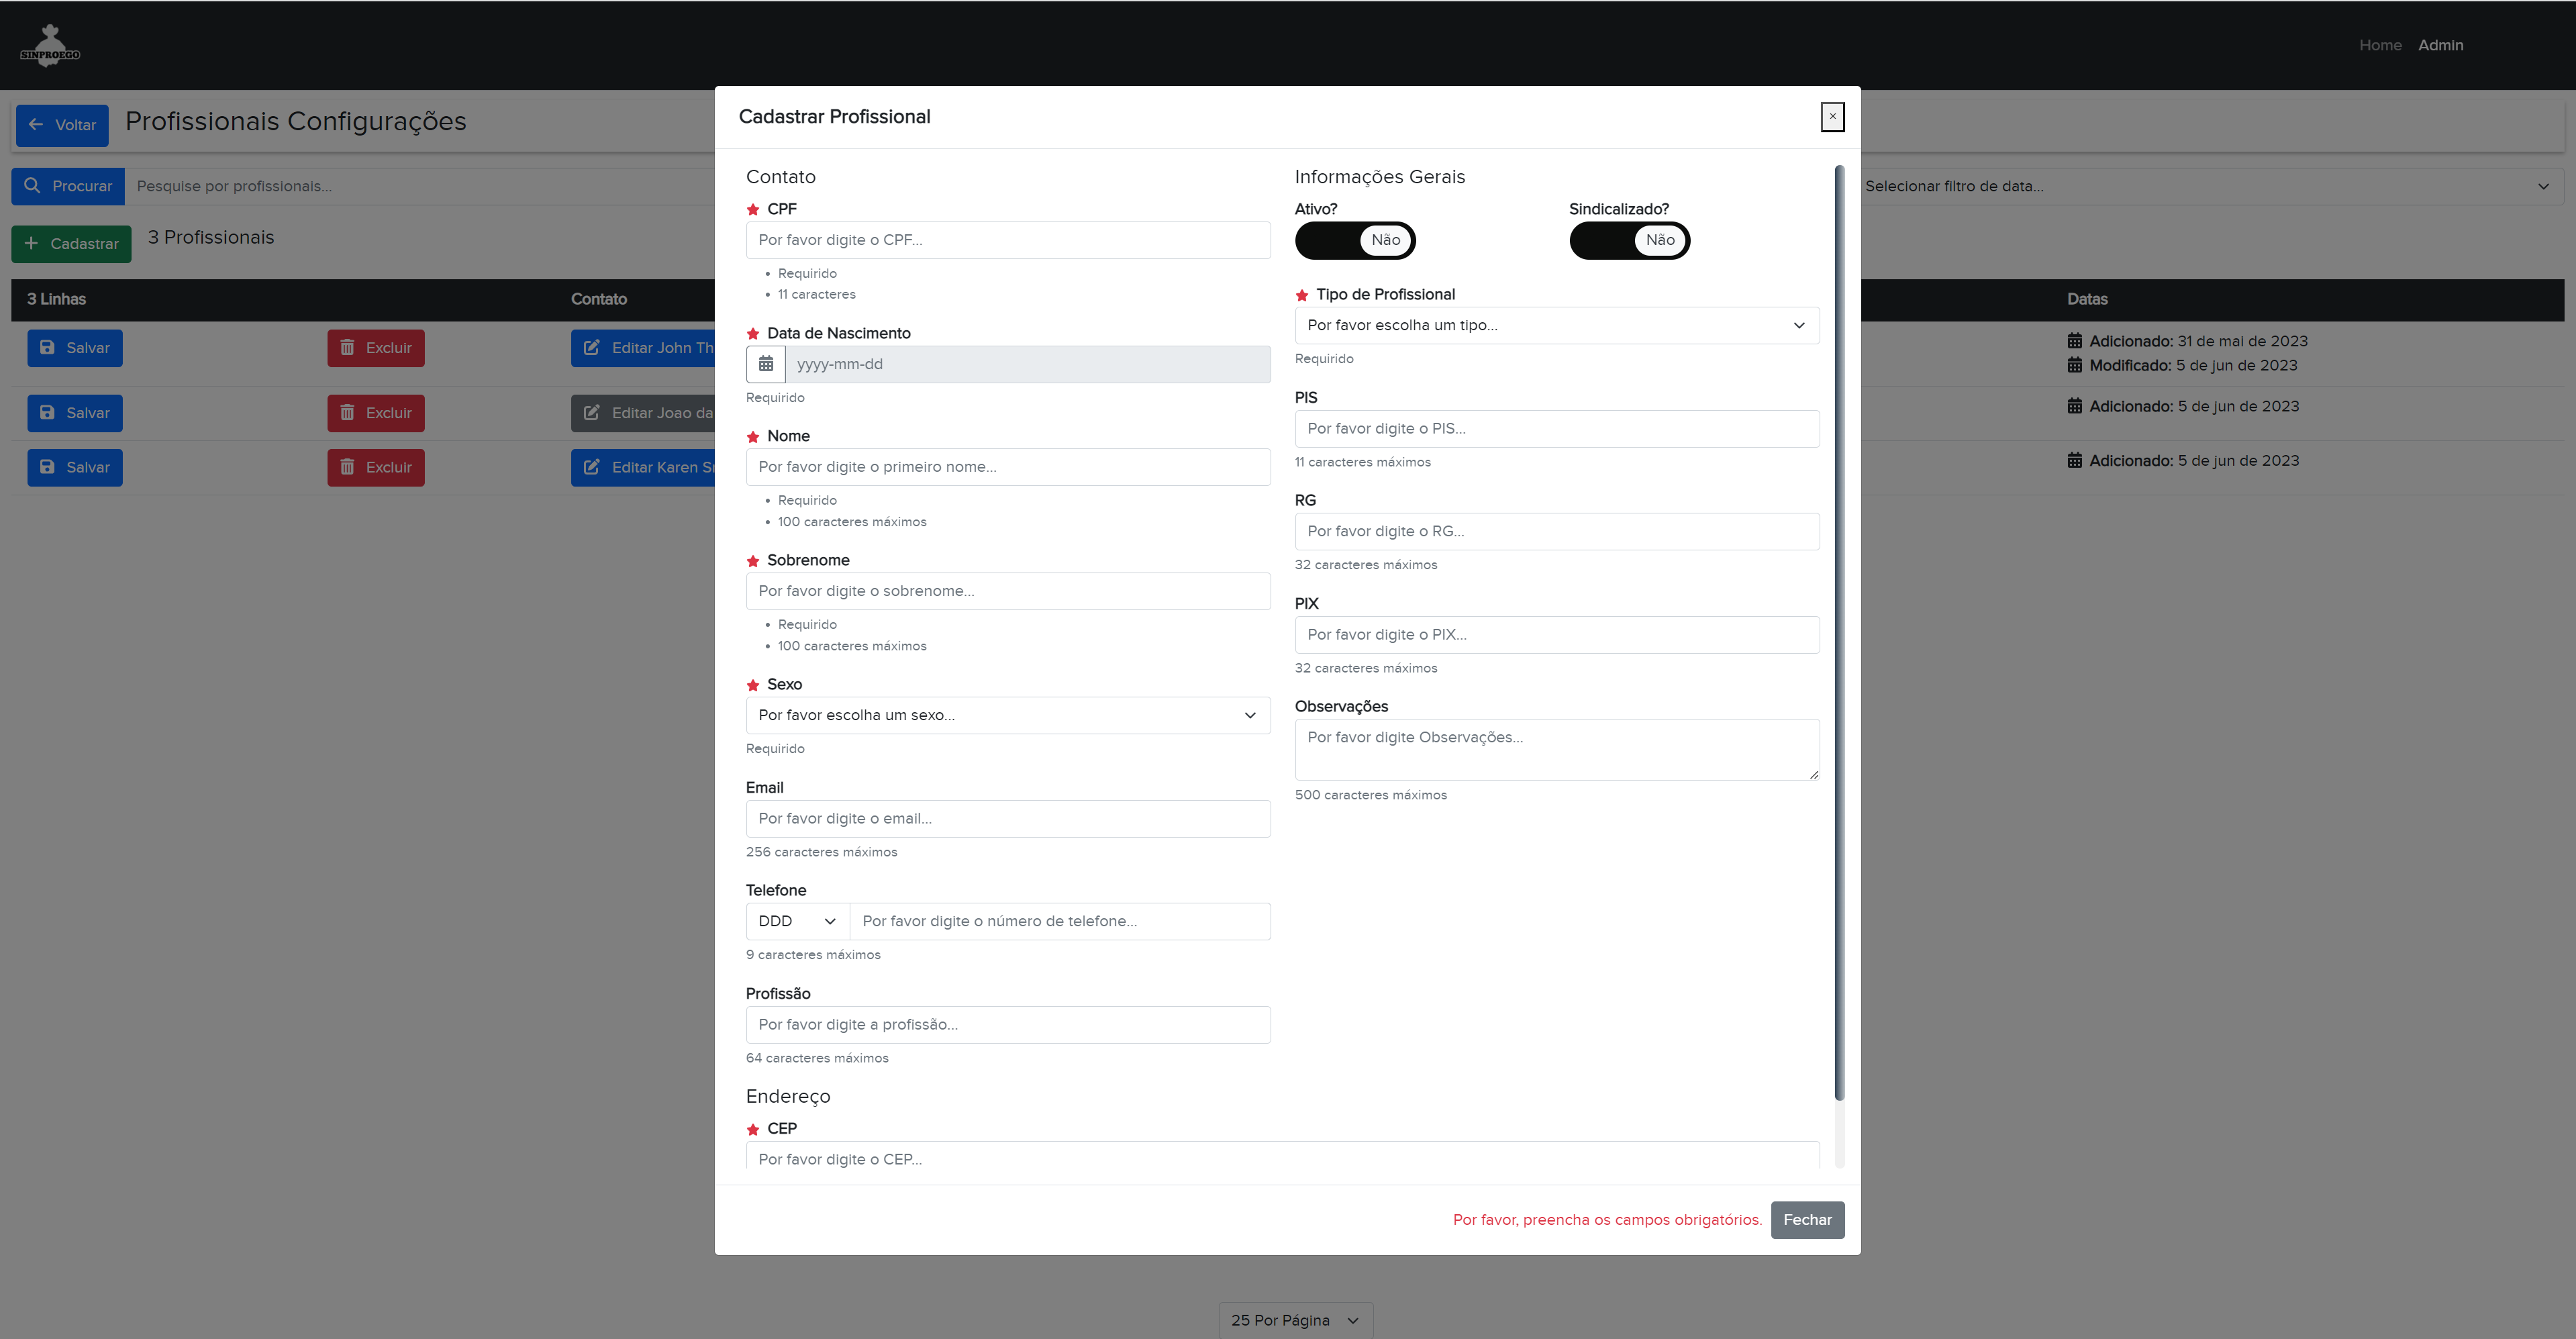 SINPROEGO
Home Admin
Voltar Profissionais Configurações
Procurar Pesquise por profissionais...
Selecionar filtro de data...
Cadastrar 3 Profissionais
3 Linhas Contato Datas
Salvar Excluir Editar John Th
Adicionado: 31 de mai de 2023
Modificado: 5 de jun de 2023
Salvar Excluir Editar Joao da
Adicionado: 5 de jun de 2023
Salvar Excluir Editar Karen
Adicionado: 5 de jun de 2023
Cadastrar Profissional ×
Contato
CPF
Por favor digite o CPF...
• Requirido
• 11 caracteres
Data de Nascimento
yyyy-mm-dd
Requirido
Nome
Por favor digite o primeiro nome...
• Requirido
• 100 caracteres máximos
Sobrenome
Por favor digite o sobrenome...
• Requirido
• 100 caracteres máximos
Sexo
Por favor escolha um sexo...
Requirido
Email
Por favor digite o email...
256 caracteres máximos
Telefone
DDD Por favor digite o número de telefone...
9 caracteres máximos
Profissão
Por favor digite a profissão...
64 caracteres máximos
Informações Gerais
Ativo? Sindicalizado?
Não Não
Tipo de Profissional
Por favor escolha um tipo...
Requirido
PIS
Por favor digite o PIS...
11 caracteres máximos
RG
Por favor digite o RG...
32 caracteres máximos
PIX
Por favor digite o PIX...
32 caracteres máximos
Observações
Por favor digite Observações...
500 caracteres máximos
Endereço
CEP
Por favor digite o CEP...
Por favor, preencha os campos obrigatórios. Fechar
25 Por Página